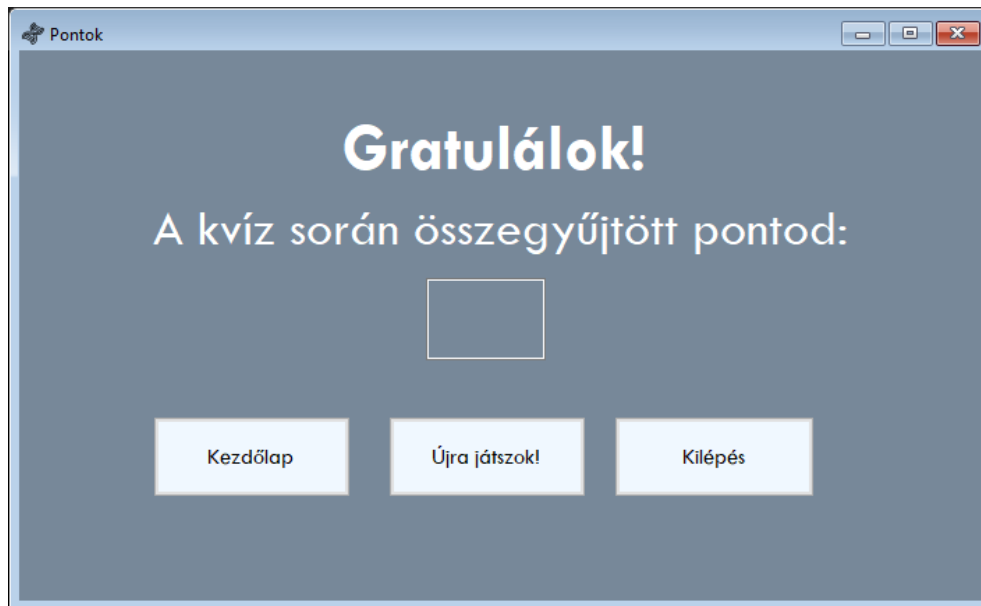 Pontok
Gratulálok!
A kvíz során összegyűjtött pontod:
Kezdőlap
Újra játszok!
Kilépés